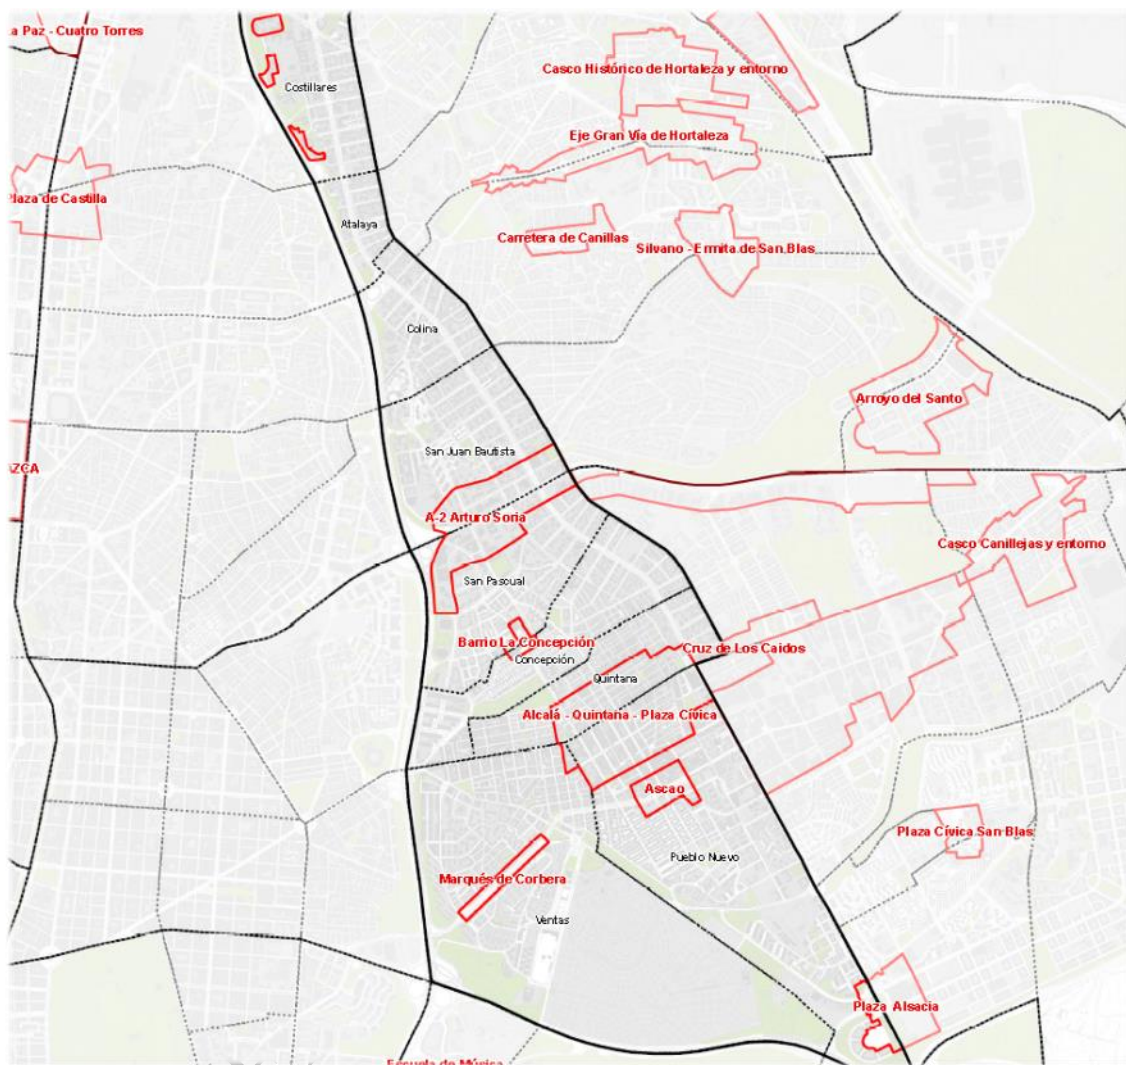 a Paz - Cuatro Torres
Casco Histórico de Hortaleza y entorno
Costillares
Eje Gran Vía de Hortaleza
Plaza de Castilla
Atalaya
Carretera de Canillas
Silvano - Ermita de San Blas
Colina
Arroyo del Santo
San Juan Bautista
AZCA
A-2 Arturo Soria
Casco Canillejas y entorno
San Pascual
Barrio La Concepción
Cruz de Los Caidos
Concepción
Quintana
Alcalá - Quintana - Plaza Cívica
Ascao
Plaza Cívica San Blas
Pueblo Nuevo
Marqués de Corbera
Ventas
Plaza Alsacia
Escuela de Música